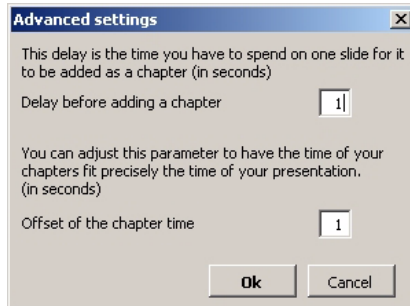 Advanced settings
This delay is the time you have to spend on one slide for it
to be added as a chapter (in seconds)
Delay before adding a chapter 1
You can adjust this parameter to have the time of your
chapters fit precisely the time of your presentation.
(in seconds)
Offset of the chapter time 1
Ok Cancel